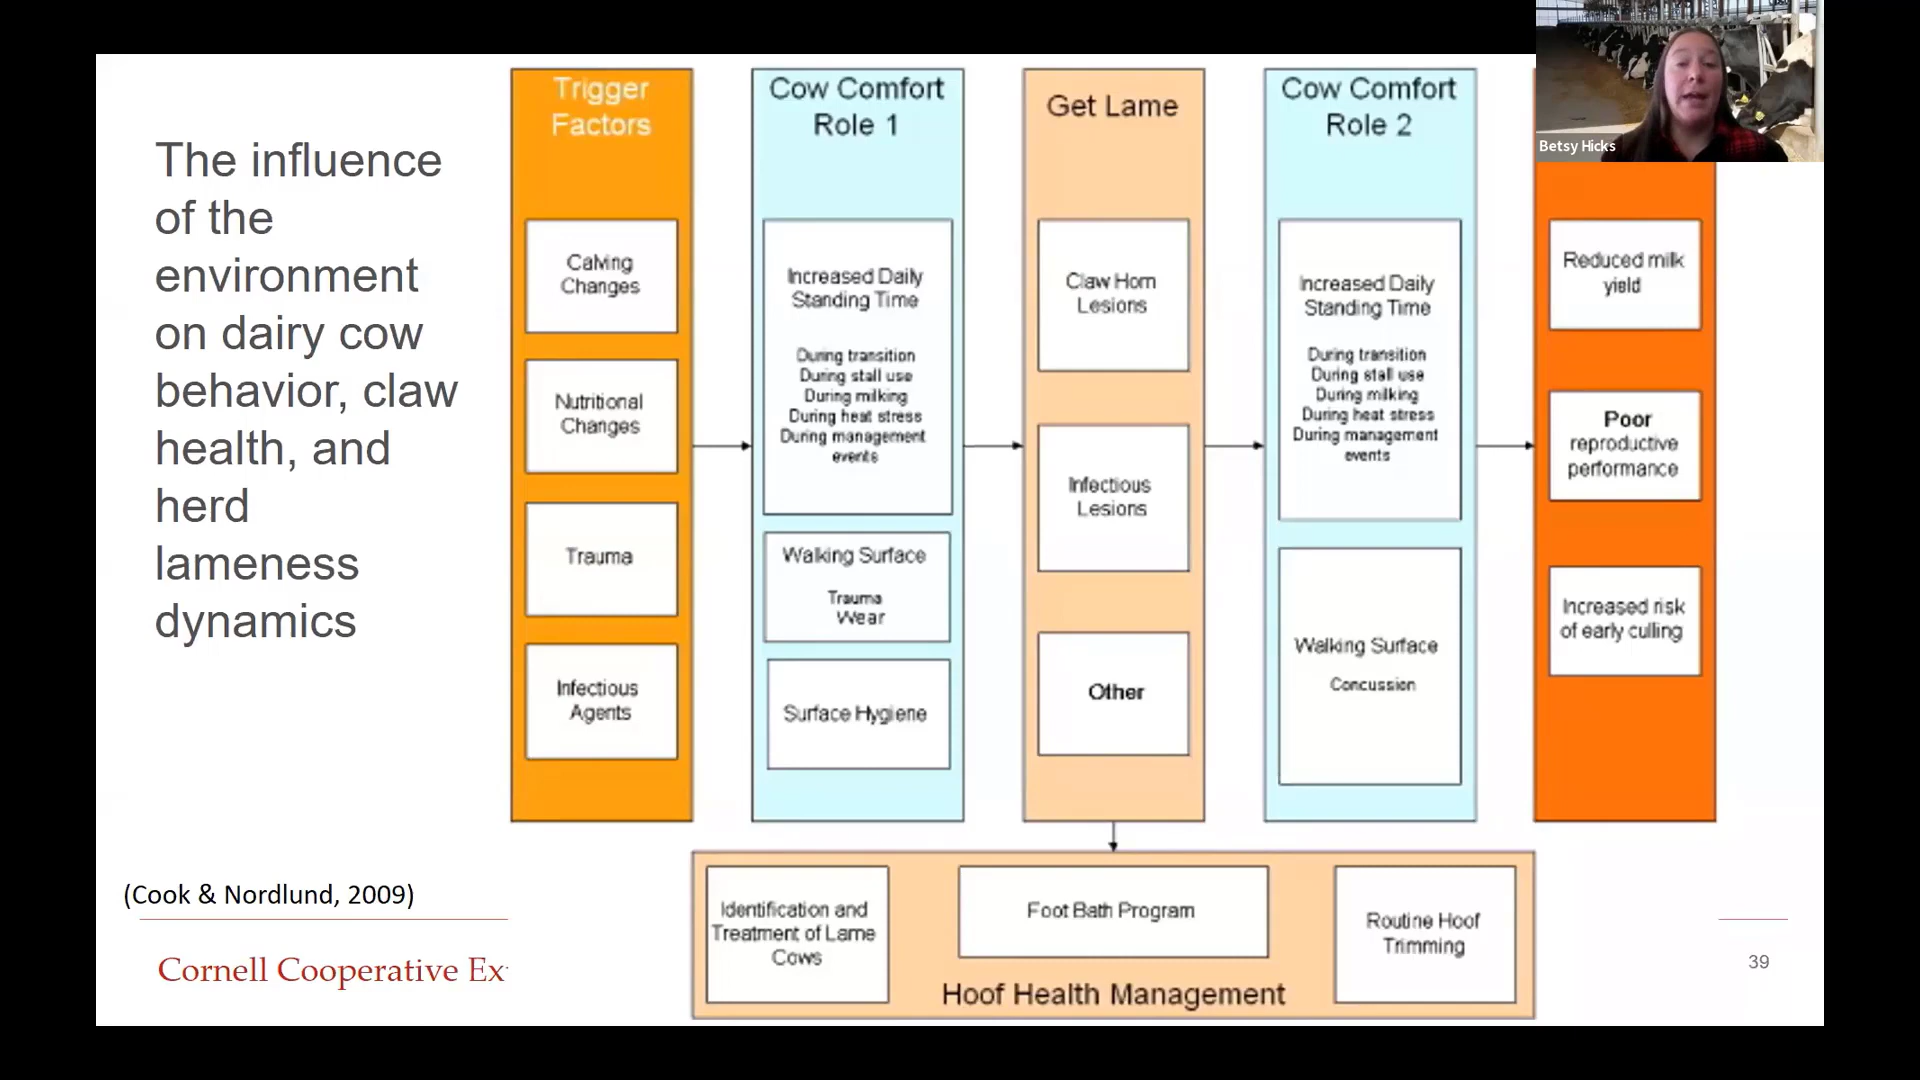 The influence
of the
environment
on dairy cow
behavior, claw
health, and
herd
lameness
dynamics
(Cook & Nordlund, 2009)
Cornell Cooperative Ex
Trigger
Factors
Calving
Changes
Nutritional
Changes
Trauma
Infectious
Agents
Cow Comfort
Role 1
Increased Daily
Standing Time
During transition
During stall use
During milking
During heat stress
During management
events
Walking Surface
Trauma
Wear
Surface Hygiene
Get Lame
Claw Horn
Lesions
Infectious
Lesions
Other
Cow Comfort
Role 2
Increased Daily
Standing Time
During transition
During stall use
During milking
During heat stress
During management
events
Walking Surface
Concussion
Reduced milk
yield
Poor
reproductive
performance
Increased risk
of early culling
Identification and
Treatment of Lame
Cows
Foot Bath Program
Routine Hoof
Trimming
Hoof Health Management
39
Betsy Hicks